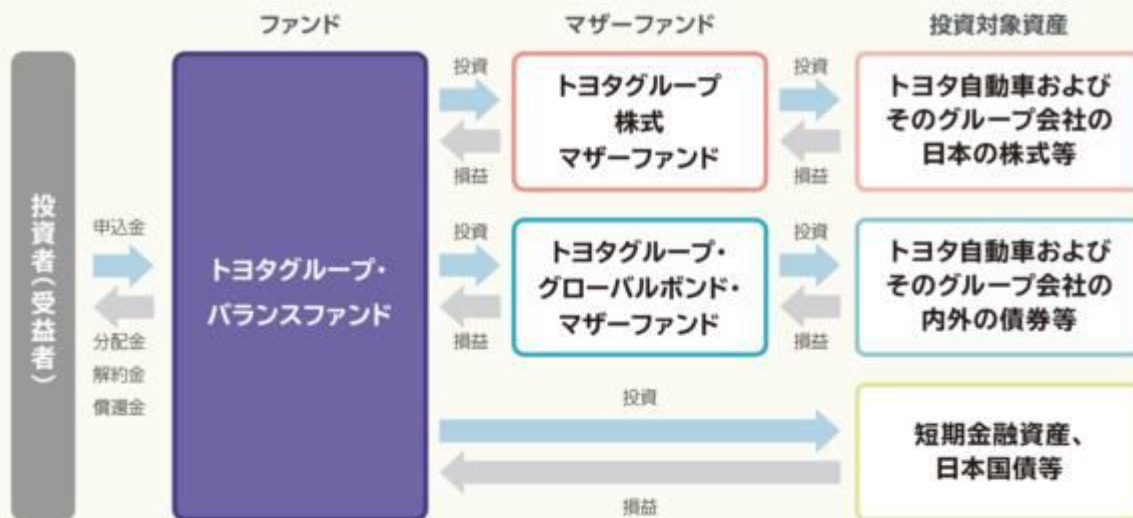 ファンド
マザーファンド
投資対象資産
投資者(受益者)
申込金
分配金
解約金
償還金
トヨタグループ・
バランスファンド
投資
損益
トヨタグループ
株式
マザーファンド
投資
損益
トヨタ自動車および
そのグループ会社の
日本の株式等
投資
損益
トヨタグループ・
グローバルボンド・
マザーファンド
投資
損益
トヨタ自動車および
そのグループ会社の
内外の債券等
投資
損益
短期金融資産、
日本国債等